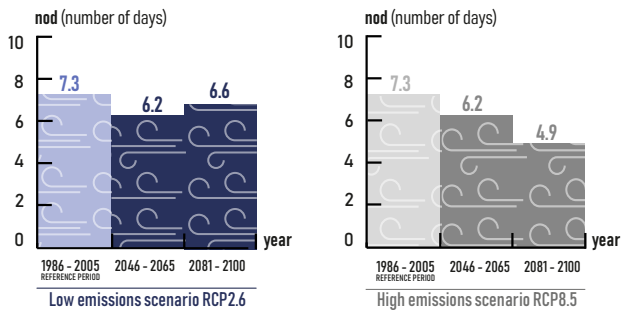 nod (number of days)
10
8
6
4
2
0
7.3
6.2
6.6
year
1986 - 2005
REFERENCE PERIOD
2046 - 2065
2081 - 2100
Low emissions scenario RCP2.6
nod (number of days)
10
8
6
4
2
0
7.3
6.2
4.9
year
1986 - 2005
REFERENCE PERIOD
2046 - 2065
2081 - 2100
High emissions scenario RCP8.5